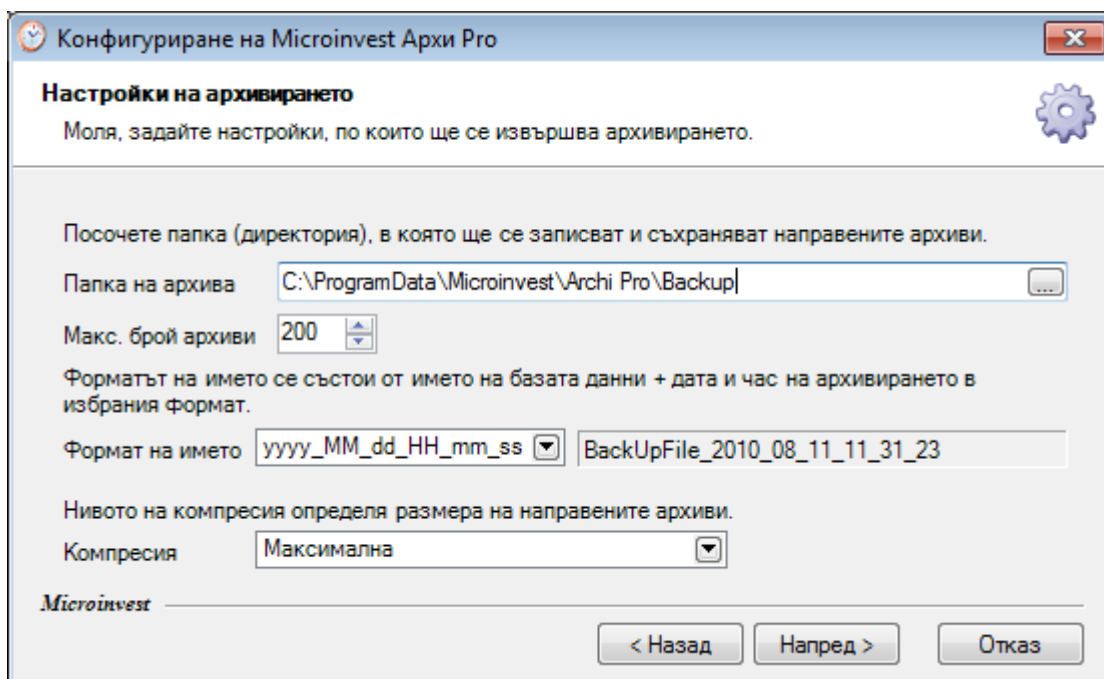 Конфигуриране на Microinvest Архи Pro
Настройки на архивирането
Моля, задайте настройки, по които ще се извършва архивирането.
Посочете папка (директория), в която ще се записват и съхраняват направените архиви.
Папка на архива C:\ProgramData\Microinvest\Archi Pro\Backup ...
Макс. брой архиви 200
Форматът на името се състои от името на базата данни + дата и час на архивирането в
избрания формат.
Формат на името yyyy_MM_dd_HH_mm_ss BackUpFile_2010_08_11_11_31_23
Нивото на компресия определя размера на направените архиви.
Компресия Максимална
Microinvest
< Назад Напред > Отказ